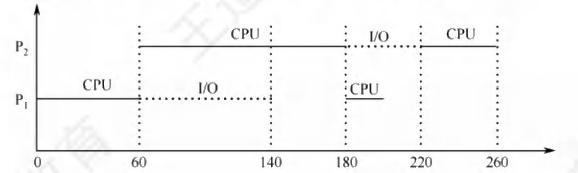 CPU I/O CPU
P₂
CPU I/O CPU
P₁
0 60 140 180 220 260